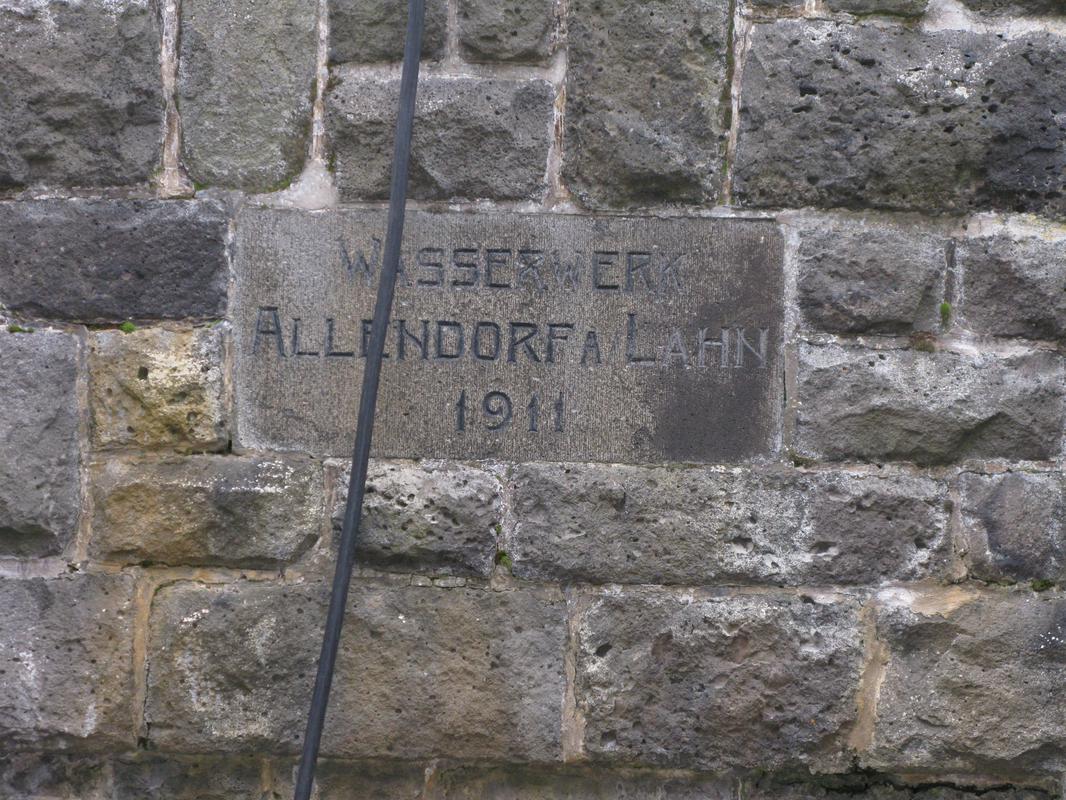 WASSERWERK
ALLENDORF A/LAHN
1911